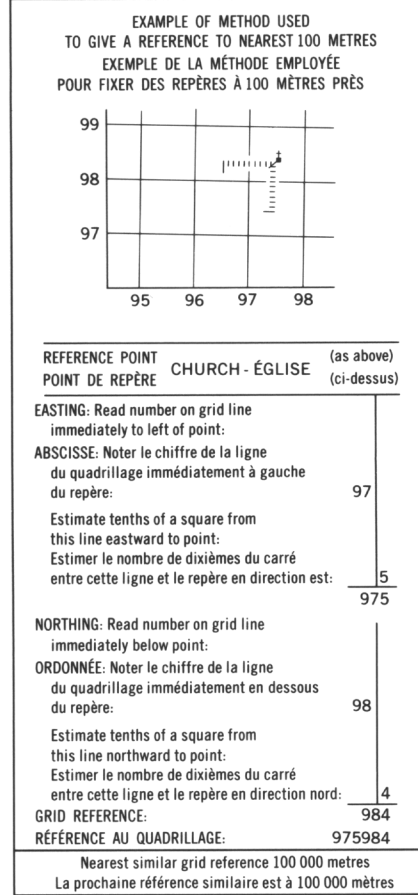 EXAMPLE OF METHOD USED
TO GIVE A REFERENCE TO NEAREST 100 METRES
EXEMPLE DE LA MÉTHODE EMPLOYÉE
POUR FIXER DES REPÈRES À 100 MÈTRES PRÈS
99
98
97
95 96 97 98
REFERENCE POINT
POINT DE REPÈRE
CHURCH - ÉGLISE
(as above)
(ci-dessus)
EASTING: Read number on grid line
immediately to left of point:
ABSCISSE: Noter le chiffre de la ligne
du quadrillage immédiatement à gauche
du repère: 97
Estimate tenths of a square from
this line eastward to point:
Estimer le nombre de dixièmes du carré
entre cette ligne et le repère en direction est: 5
975
NORTHING: Read number on grid line
immediately below point:
ORDONNÉE: Noter le chiffre de la ligne
du quadrillage immédiatement en dessous
du repère: 98
Estimate tenths of a square from
this line northward to point:
Estimer le nombre de dixièmes du carré
entre cette ligne et le repère en direction nord: 4
GRID REFERENCE: 984
RÉFÉRENCE AU QUADRILLAGE: 975984
Nearest similar grid reference 100 000 metres
La prochaine référence similaire est à 100 000 mètres